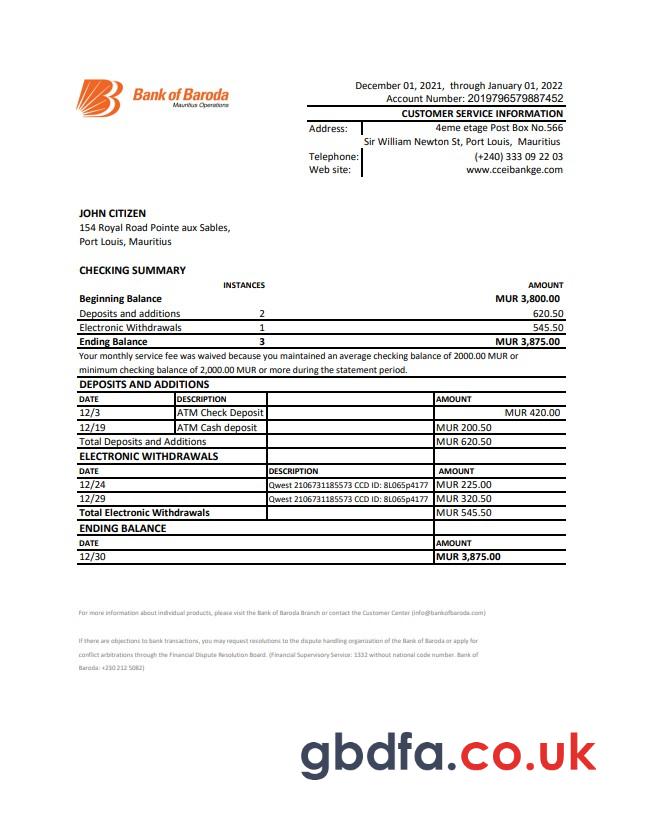 Bank of Baroda
Mauritius Operations
December 01, 2021, through January 01, 2022
Account Number: 2019796579887452
CUSTOMER SERVICE INFORMATION
Address: 4eme etage Post Box No.566
Sir William Newton St, Port Louis, Mauritius
Telephone: (+240) 333 09 22 03
Web site: www.cceibankge.com
JOHN CITIZEN
154 Royal Road Pointe aux Sables,
Port Louis, Mauritius
CHECKING SUMMARY
INSTANCES AMOUNT
Beginning Balance MUR 3,800.00
Deposits and additions 2 620.50
Electronic Withdrawals 1 545.50
Ending Balance 3 MUR 3,875.00
Your monthly service fee was waived because you maintained an average checking balance of 2000.00 MUR or
minimum checking balance of 2,000.00 MUR or more during the statement period.
DEPOSITS AND ADDITIONS
DATE DESCRIPTION AMOUNT
12/3 ATM Check Deposit MUR 420.00
12/19 ATM Cash deposit MUR 200.50
Total Deposits and Additions MUR 620.50
ELECTRONIC WITHDRAWALS
DATE DESCRIPTION AMOUNT
12/24 Qwest 2106731185573 CCD ID: 8L065p4177 MUR 225.00
12/29 Qwest 2106731185573 CCD ID: 8L065p4177 MUR 320.50
Total Electronic Withdrawals MUR 545.50
ENDING BALANCE
DATE AMOUNT
12/30 MUR 3,875.00
For more information about individual products, please visit the Bank of Baroda Branch or contact the Customer Center (info@bankofbaroda.com)
If there are objections to bank transactions, you may request resolutions to the dispute handling organization of the Bank of Baroda or apply for
conflict arbitrations through the Financial Dispute Resolution Board. (Financial Supervisory Service: 1332 without national code number. Bank of
Baroda: +230 212 5082)
gbdfa.co.uk